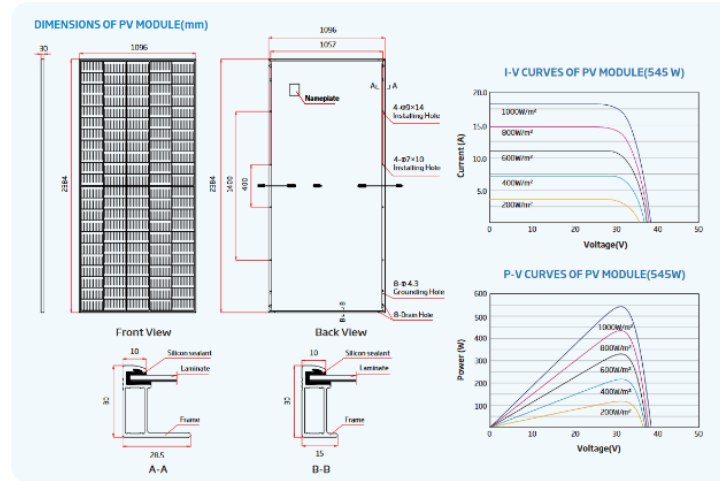 DIMENSIONS OF PV MODULE(mm)
30
1096
2384
Front View
1096
1057
A A
Nameplate
4-Φ9×14
Installing Hole
4-Φ7×10
Installing Hole
2384
1400
400
8-Φ4.3
Grounding Hole
8-Drain Hole
B B
Back View
10
Silicon sealant
Laminate
30
Frame
28.5
A-A
10
Silicon sealant
Laminate
30
Frame
15
B-B
I-V CURVES OF PV MODULE(545 W)
20.0
1000W/m²
15.0
800W/m²
600W/m²
10.0
400W/m²
5.0
200W/m²
Current (A)
0 10 20 30 40 50
Voltage(V)
P-V CURVES OF PV MODULE(545W)
600
500
1000W/m²
400
800W/m²
300
600W/m²
200
400W/m²
100
200W/m²
Power (W)
0 10 20 30 40 50
Voltage(V)